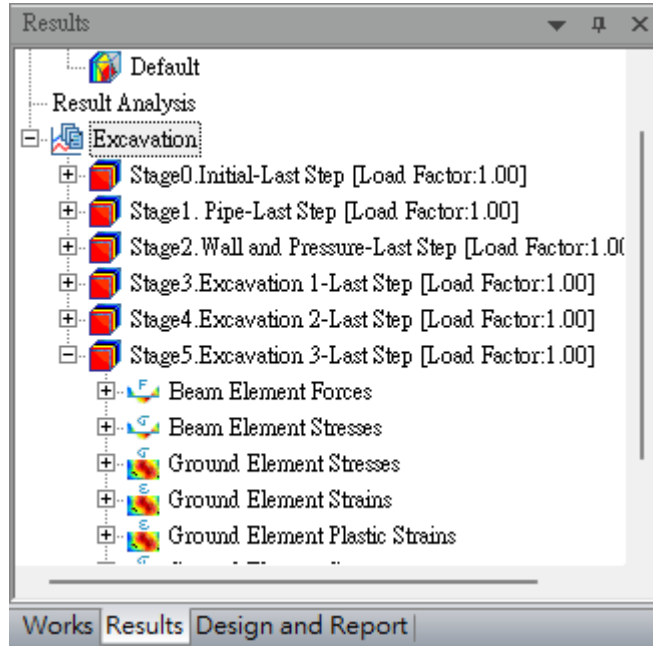 Results
Default
Result Analysis
Excavation
Stage0.Initial-Last Step [Load Factor:1.00]
Stage1. Pipe-Last Step [Load Factor:1.00]
Stage2.Wall and Pressure-Last Step [Load Factor:1.0(
Stage3.Excavation 1-Last Step [Load Factor:1.00]
Stage4.Excavation 2-Last Step [Load Factor:1.00]
Stage5.Excavation 3-Last Step [Load Factor:1.00]
Beam Element Forces
Beam Element Stresses
Ground Element Stresses
Ground Element Strains
Ground Element Plastic Strains
Works Results Design and Report